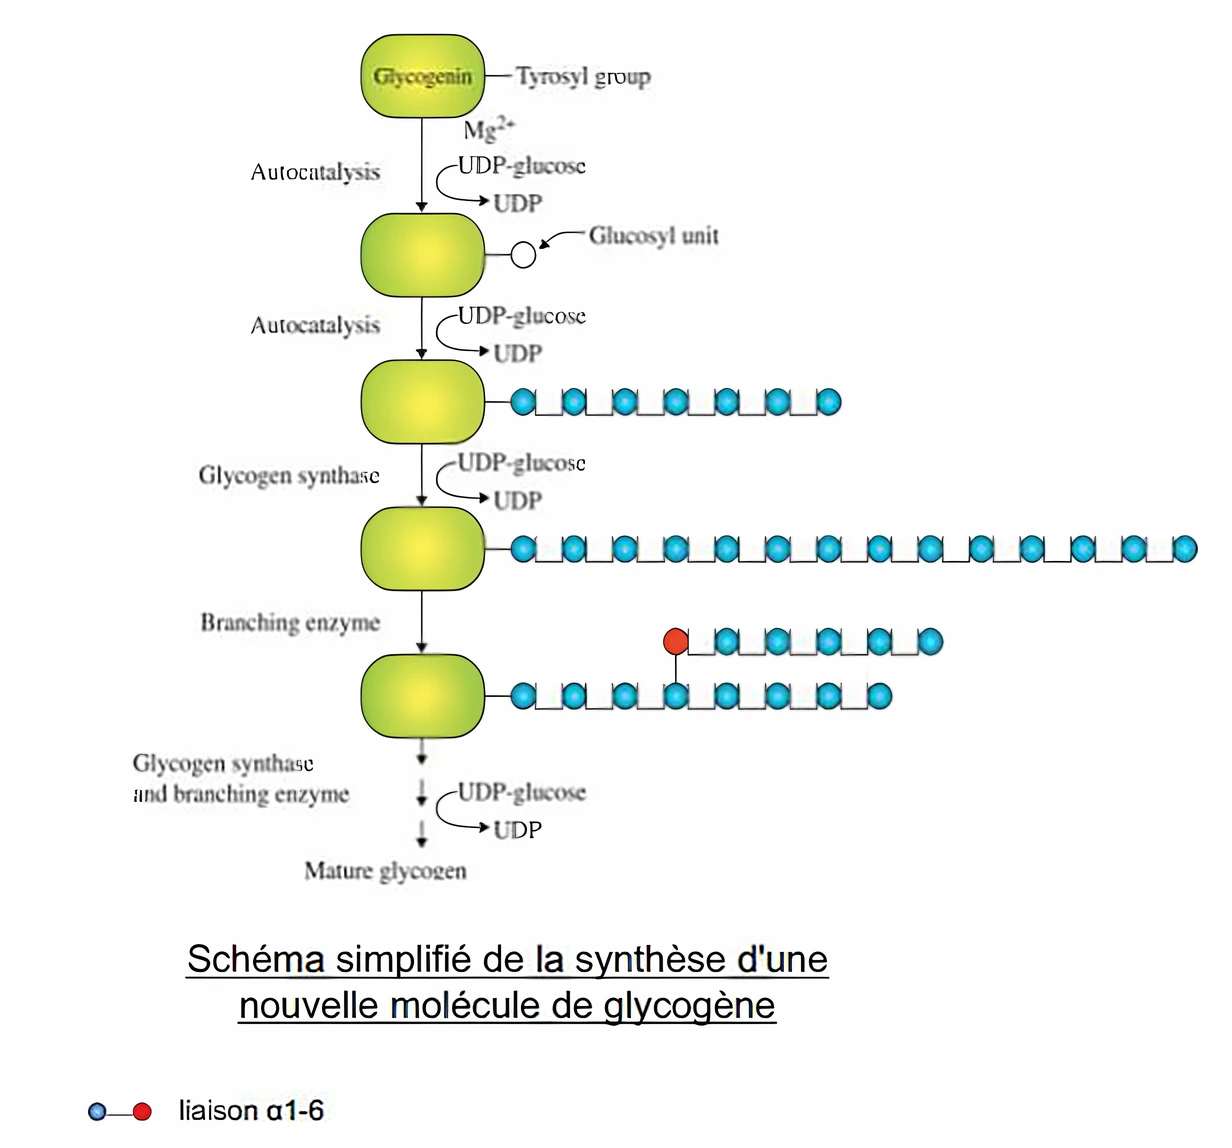 Glycogenin
Tyrosyl group
Mg²⁺
Autocatalysis
UDP-glucose
UDP
Glucosyl unit
Autocatalysis
UDP-glucose
UDP
Glycogen synthase
UDP-glucose
UDP
Branching enzyme
Glycogen synthase
and branching enzyme
UDP-glucose
UDP
Mature glycogen
Schéma simplifié de la synthèse d'une
nouvelle molécule de glycogène
liaison α1-6